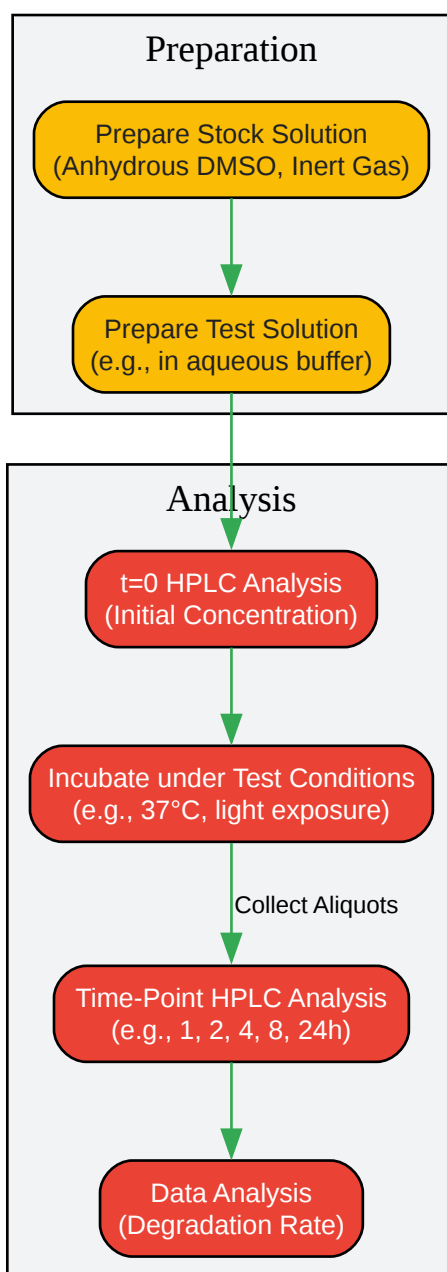 Preparation
Prepare Stock Solution
(Anhydrous DMSO, Inert Gas)
Prepare Test Solution
(e.g., in aqueous buffer)
Analysis
t=0 HPLC Analysis
(Initial Concentration)
Incubate under Test Conditions
(e.g., 37°C, light exposure)
Collect Aliquots
Time-Point HPLC Analysis
(e.g., 1, 2, 4, 8, 24h)
Data Analysis
(Degradation Rate)